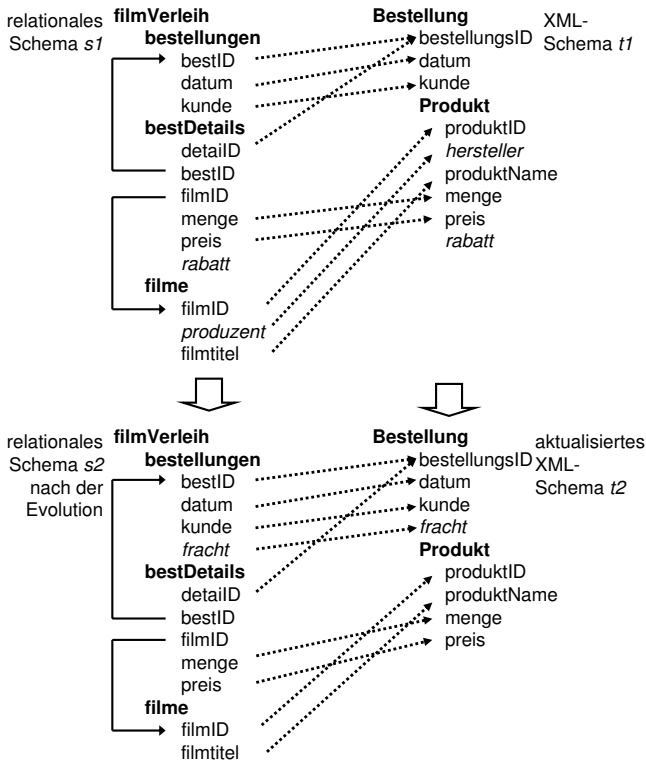 relationales
Schema s1
filmVerleih
bestellungen
bestID
datum
kunde
bestDetails
detailID
bestID
filmID
menge
preis
rabatt
filme
filmID
produzent
filmtitel
Bestellung
bestellungsID
datum
kunde
Produkt
produktID
hersteller
produktName
menge
preis
rabatt
XML-
Schema t1
relationales
Schema s2
nach der
Evolution
filmVerleih
bestellungen
bestID
datum
kunde
fracht
bestDetails
detailID
bestID
filmID
menge
preis
filme
filmID
filmtitel
Bestellung
bestellungsID
datum
kunde
fracht
Produkt
produktID
produktName
menge
preis
aktualisiertes
XML-
Schema t2